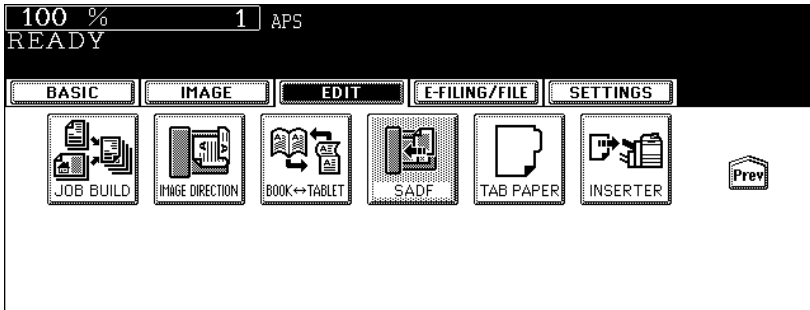 100 % 1 APS
READY
BASIC IMAGE EDIT E-FILING/FILE SETTINGS
JOB BUILD IMAGE DIRECTION BOOK↔TABLET SADF TAB PAPER INSERTER Prev